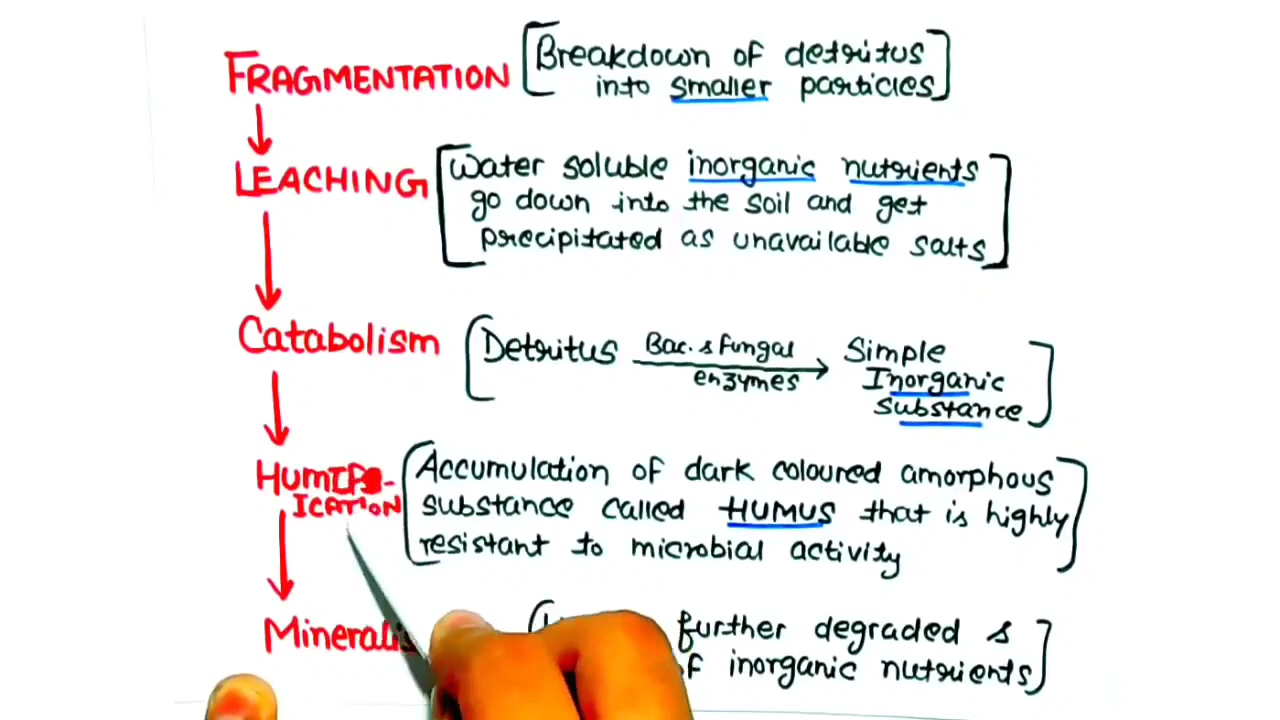 FRAGMENTATION [Breakdown of detritus
into smaller particles]
LEACHING [Water soluble inorganic nutrients
go down into the soil and get
precipitated as unavailable salts]
Catabolism (Detritus Bac. & fungal enzymes → Simple
Inorganic
Substance)
HUMIF-
ICATION
(Accumulation of dark coloured amorphous
substance called HUMUS that is highly
resistant to microbial activity)
further degraded &
inorganic nutrients]